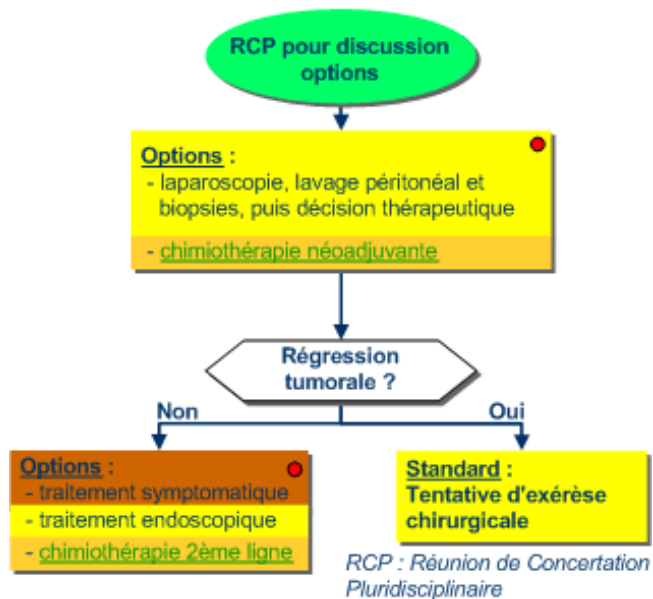 RCP pour discussion
options
Options :
- laparoscopie, lavage péritonéal et
biopsies, puis décision thérapeutique
- chimiothérapie néoadjuvante
Régression
tumorale ?
Non
Oui
Options :
- traitement symptomatique
- traitement endoscopique
- chimiothérapie 2ème ligne
Standard :
Tentative d'exérèse
chirurgicale
RCP : Réunion de Concertation
Pluridisciplinaire